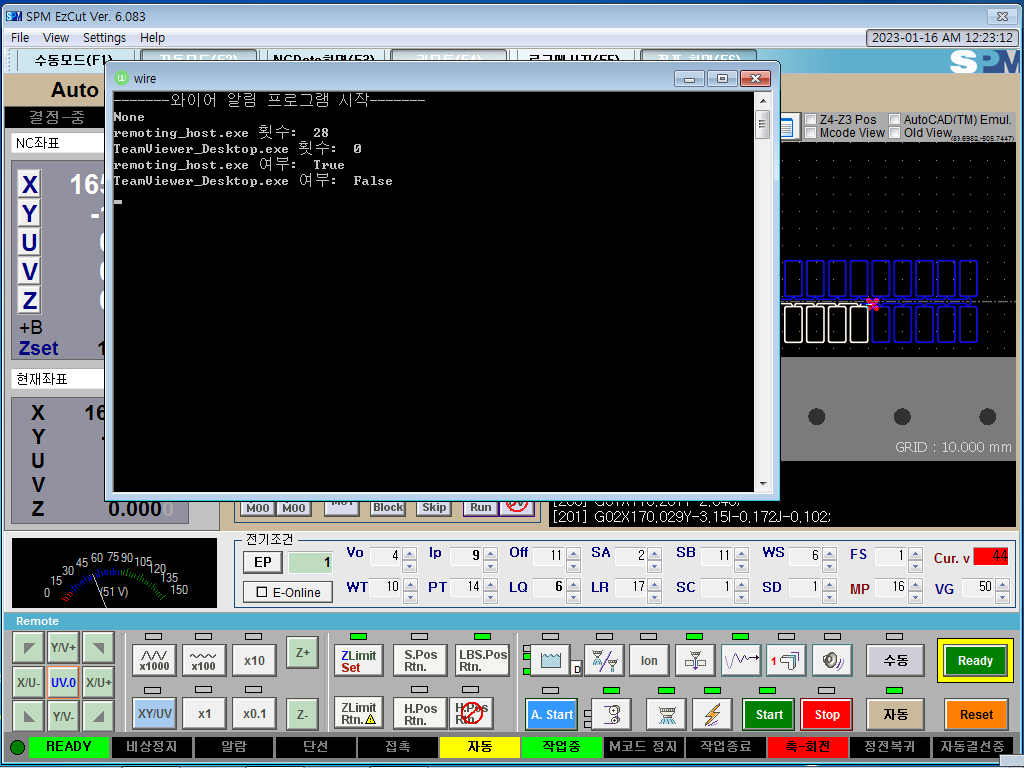 SPM EzCut Ver. 6.083
File View Settings Help
2023-01-16 AM 12:23:12
수동모드(F1)
SPM
Auto
결정-중
NC좌표
X 165
Y -
U
V
Z
+B
Zset 1
현재좌표
X 16
Y
U
V
Z 0.000
wire
-------와이어 알림 프로그램 시작-------
None
remoting_host.exe 횟수: 28
TeamViewer_Desktop.exe 횟수: 0
remoting_host.exe 여부: True
TeamViewer_Desktop.exe 여부: False
Z4-Z3 Pos AutoCAD(TM) Emul.
Mcode View Old View
(83.6982,-505.7447)
GRID : 10.000 mm
M00 M00 M01 Block Skip Run
[201] G02X170,029Y-3,15I-0,172J-0,102;
0 15 30 45 60 75 90 105 120 135 150
(51 V)
전기조건
EP 1
E-Online
Vo 4 Ip 9 Off 11 SA 2 SB 11 WS 6 FS 1 Cur. v 44
WT 10 PT 14 LQ 6 LR 17 SC 1 SD 1 MP 16 VG 50
Remote
Y/V+
X/U- UV.0 X/U+
Y/V-
x1000 x100 x10 Z+
XY/UV x1 x0.1 Z-
ZLimit Set S.Pos Rtn. LBS.Pos Rtn.
ZLimit Rtn. H.Pos Rtn. H.Pos Rtn.
D Ion 1 수동 Ready
A. Start Start Stop 자동 Reset
READY 비상정지 알람 단선 접촉 자동 작업중 M코드 정지 작업종료 축-회전 정전복귀 자동결선중